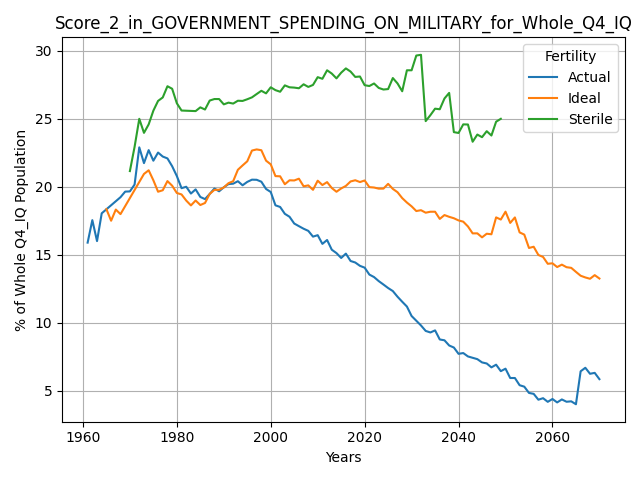 Score_2_in_GOVERNMENT_SPENDING_ON_MILITARY_for_Whole_Q4_IQ
% of Whole Q4_IQ Population
30
25
20
15
10
5
Fertility
Actual
Ideal
Sterile
1960 1980 2000 2020 2040 2060
Years